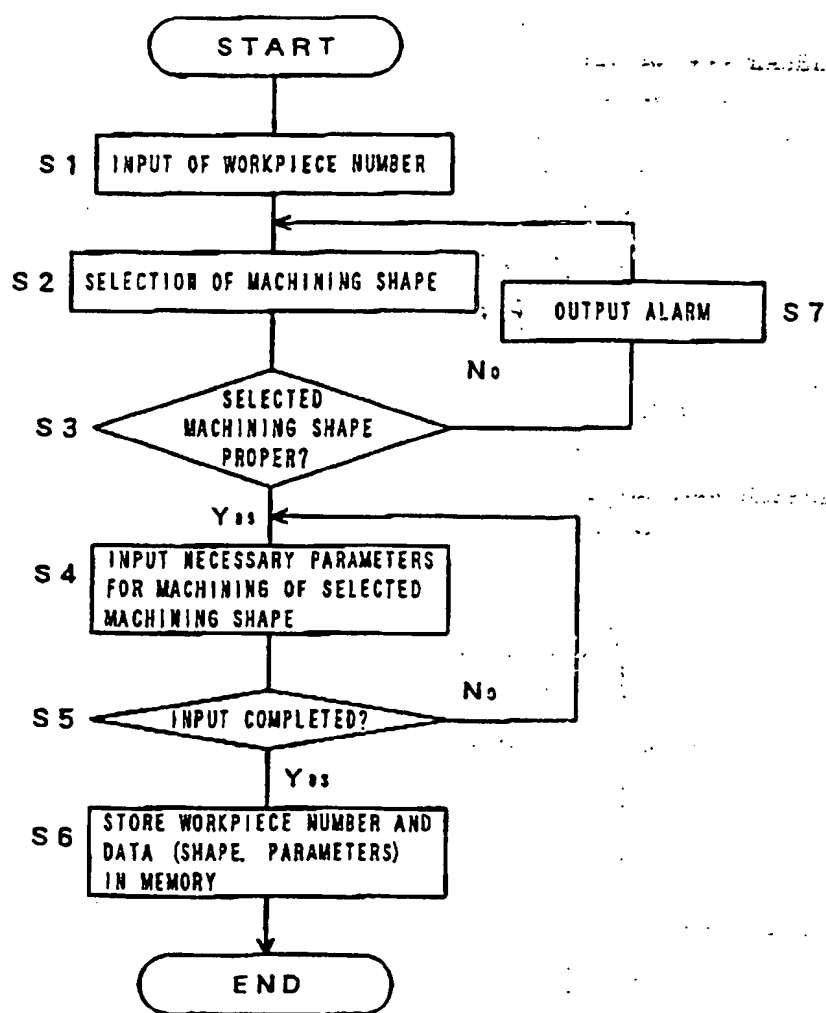 START
S1
INPUT OF WORKPIECE NUMBER
S2
SELECTION OF MACHINING SHAPE
OUTPUT ALARM
S7
No
S3
SELECTED
MACHINING SHAPE
PROPER?
Yes
S4
INPUT NECESSARY PARAMETERS
FOR MACHINING OF SELECTED
MACHINING SHAPE
No
S5
INPUT COMPLETED?
Yes
S6
STORE WORKPIECE NUMBER AND
DATA (SHAPE. PARAMETERS)
IN MEMORY
END